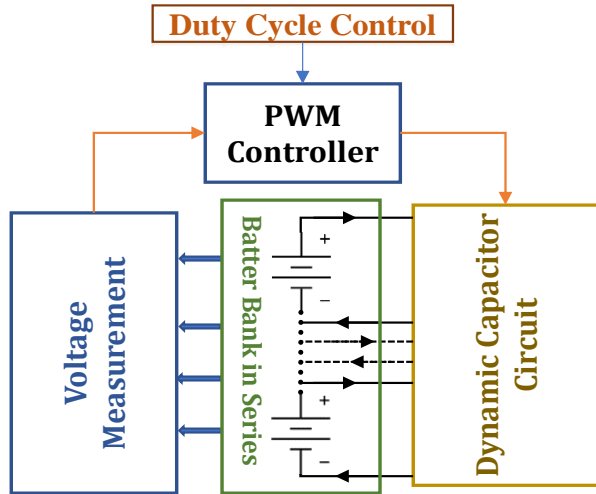 Duty Cycle Control
PWM
Controller
Voltage
Measurement
Batter Bank in Series
+
−
+
−
Dynamic Capacitor
Circuit